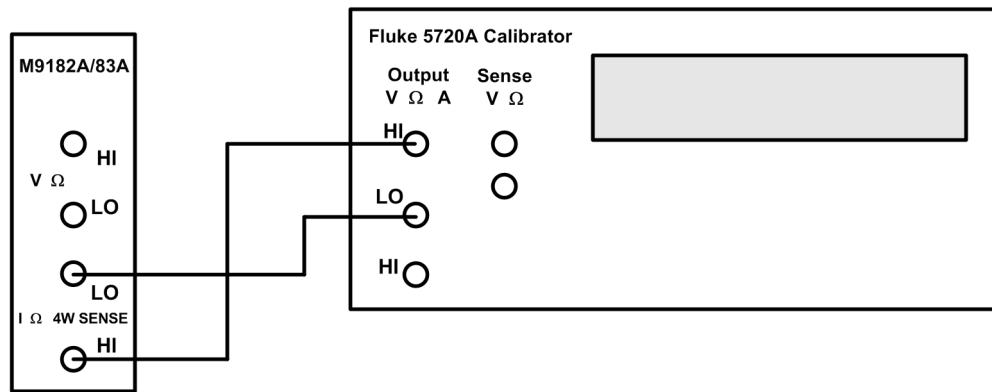 M9182A/83A
HI
V Ω
LO
LO
I Ω 4W SENSE
HI
Fluke 5720A Calibrator
Output Sense
V Ω A V Ω
HI
LO
HI